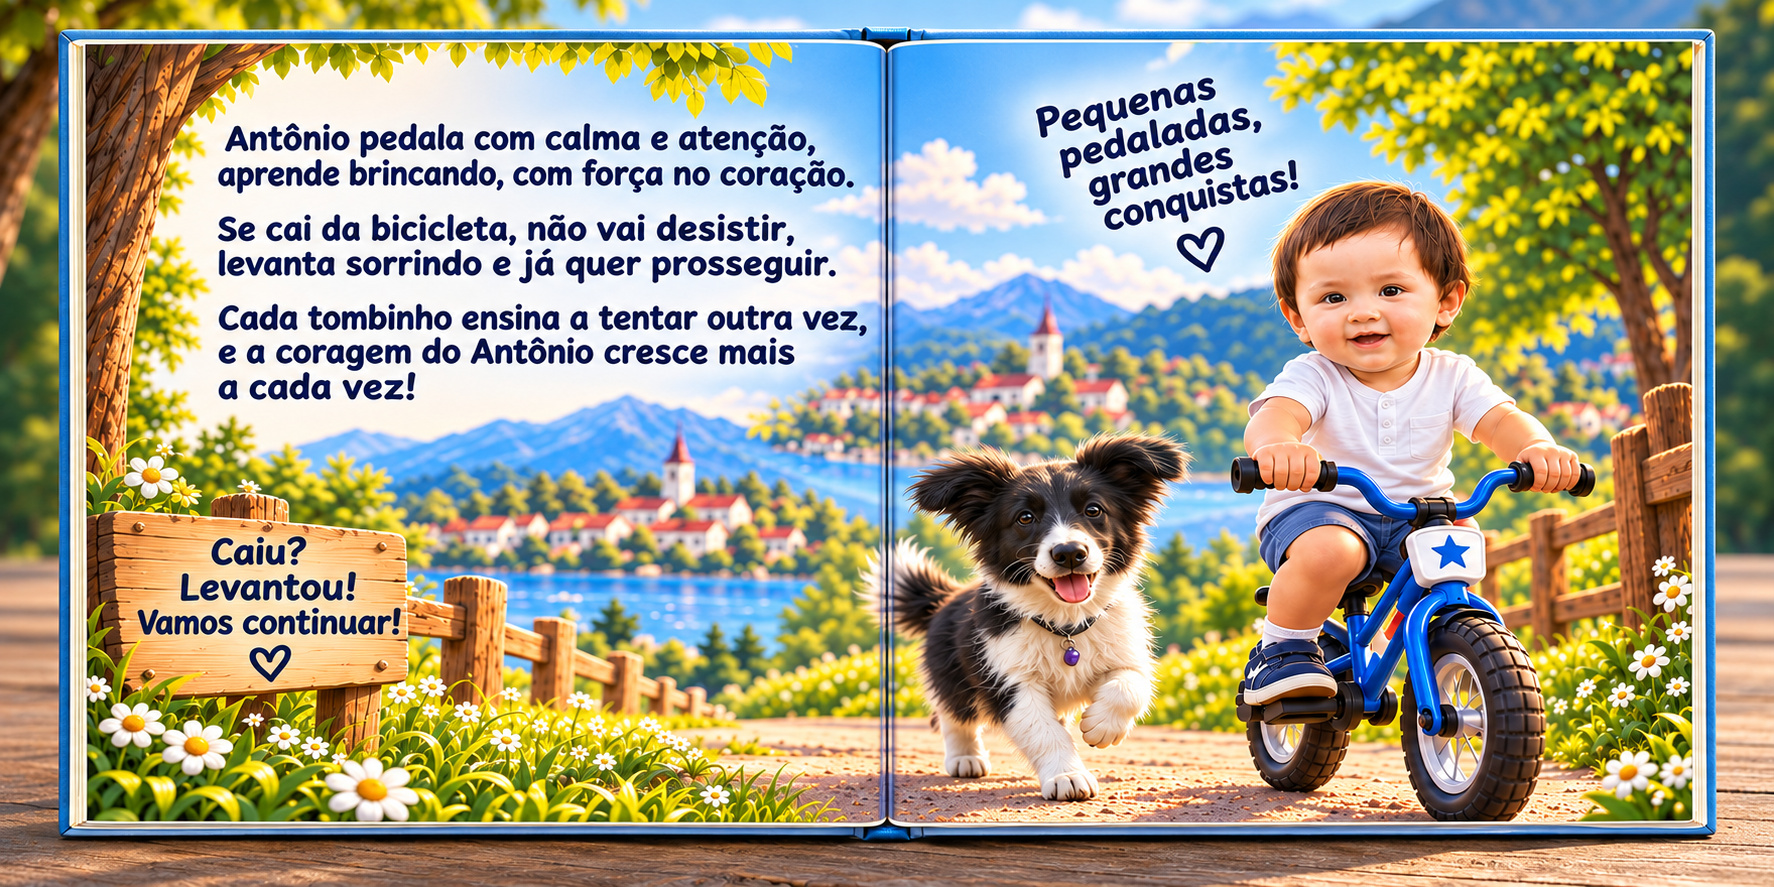 Antônio pedala com calma e atenção,
aprende brincando, com força no coração.
Se cai da bicicleta, não vai desistir,
levanta sorrindo e já quer prosseguir.
Cada tombinho ensina a tentar outra vez,
e a coragem do Antônio cresce mais
a cada vez!
Caiu?
Levantou!
Vamos continuar!
Pequenas
pedaladas,
grandes
conquistas!